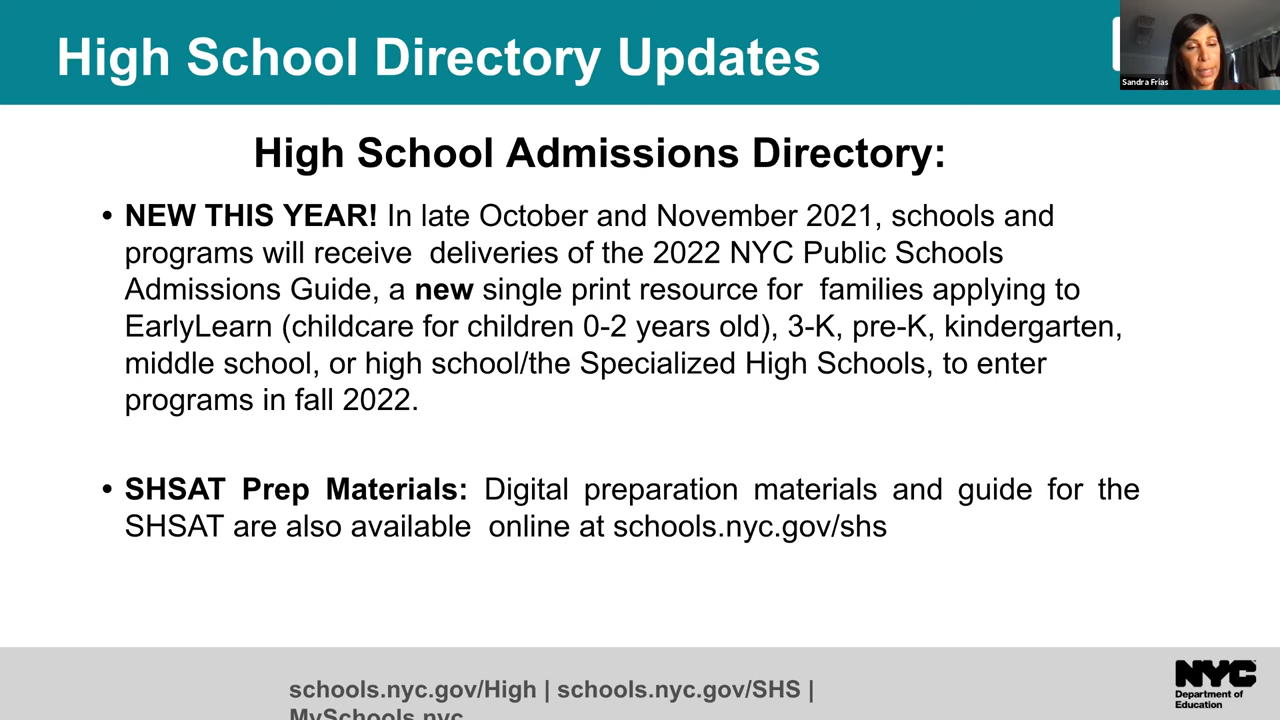 High School Directory Updates
Sandra Frias
High School Admissions Directory:
• NEW THIS YEAR! In late October and November 2021, schools and
programs will receive deliveries of the 2022 NYC Public Schools
Admissions Guide, a new single print resource for families applying to
EarlyLearn (childcare for children 0-2 years old), 3-K, pre-K, kindergarten,
middle school, or high school/the Specialized High Schools, to enter
programs in fall 2022.
• SHSAT Prep Materials: Digital preparation materials and guide for the
SHSAT are also available online at schools.nyc.gov/shs
schools.nyc.gov/High | schools.nyc.gov/SHS |
MySchools.nyc
NYC
Department of
Education